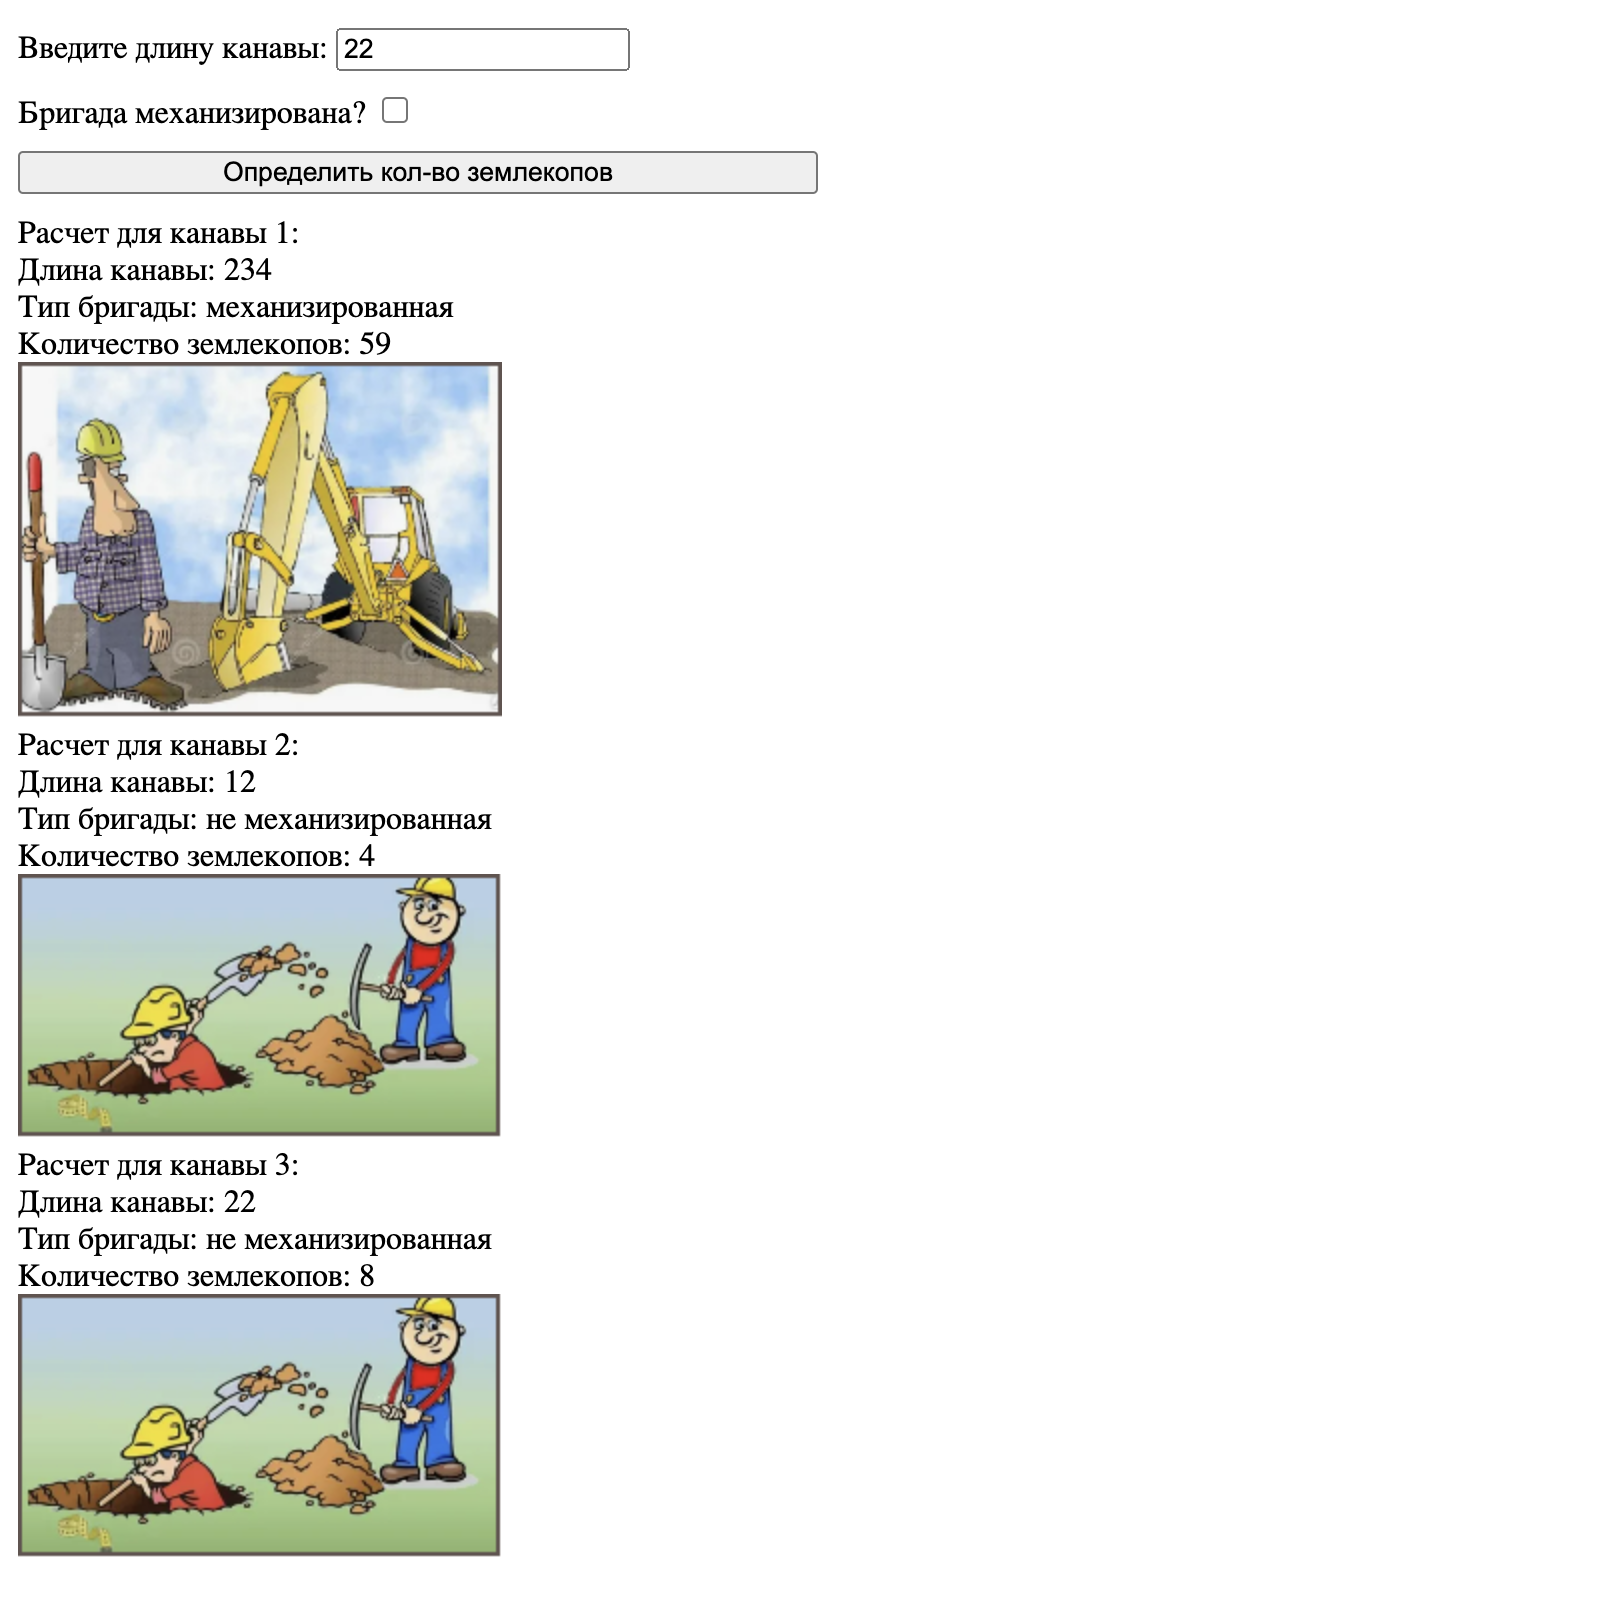 Введите длину канавы: 22
Бригада механизирована?
Определить кол-во землекопов
Расчет для канавы 1:
Длина канавы: 234
Тип бригады: механизированная
Количество землекопов: 59
Расчет для канавы 2:
Длина канавы: 12
Тип бригады: не механизированная
Количество землекопов: 4
Расчет для канавы 3:
Длина канавы: 22
Тип бригады: не механизированная
Количество землекопов: 8